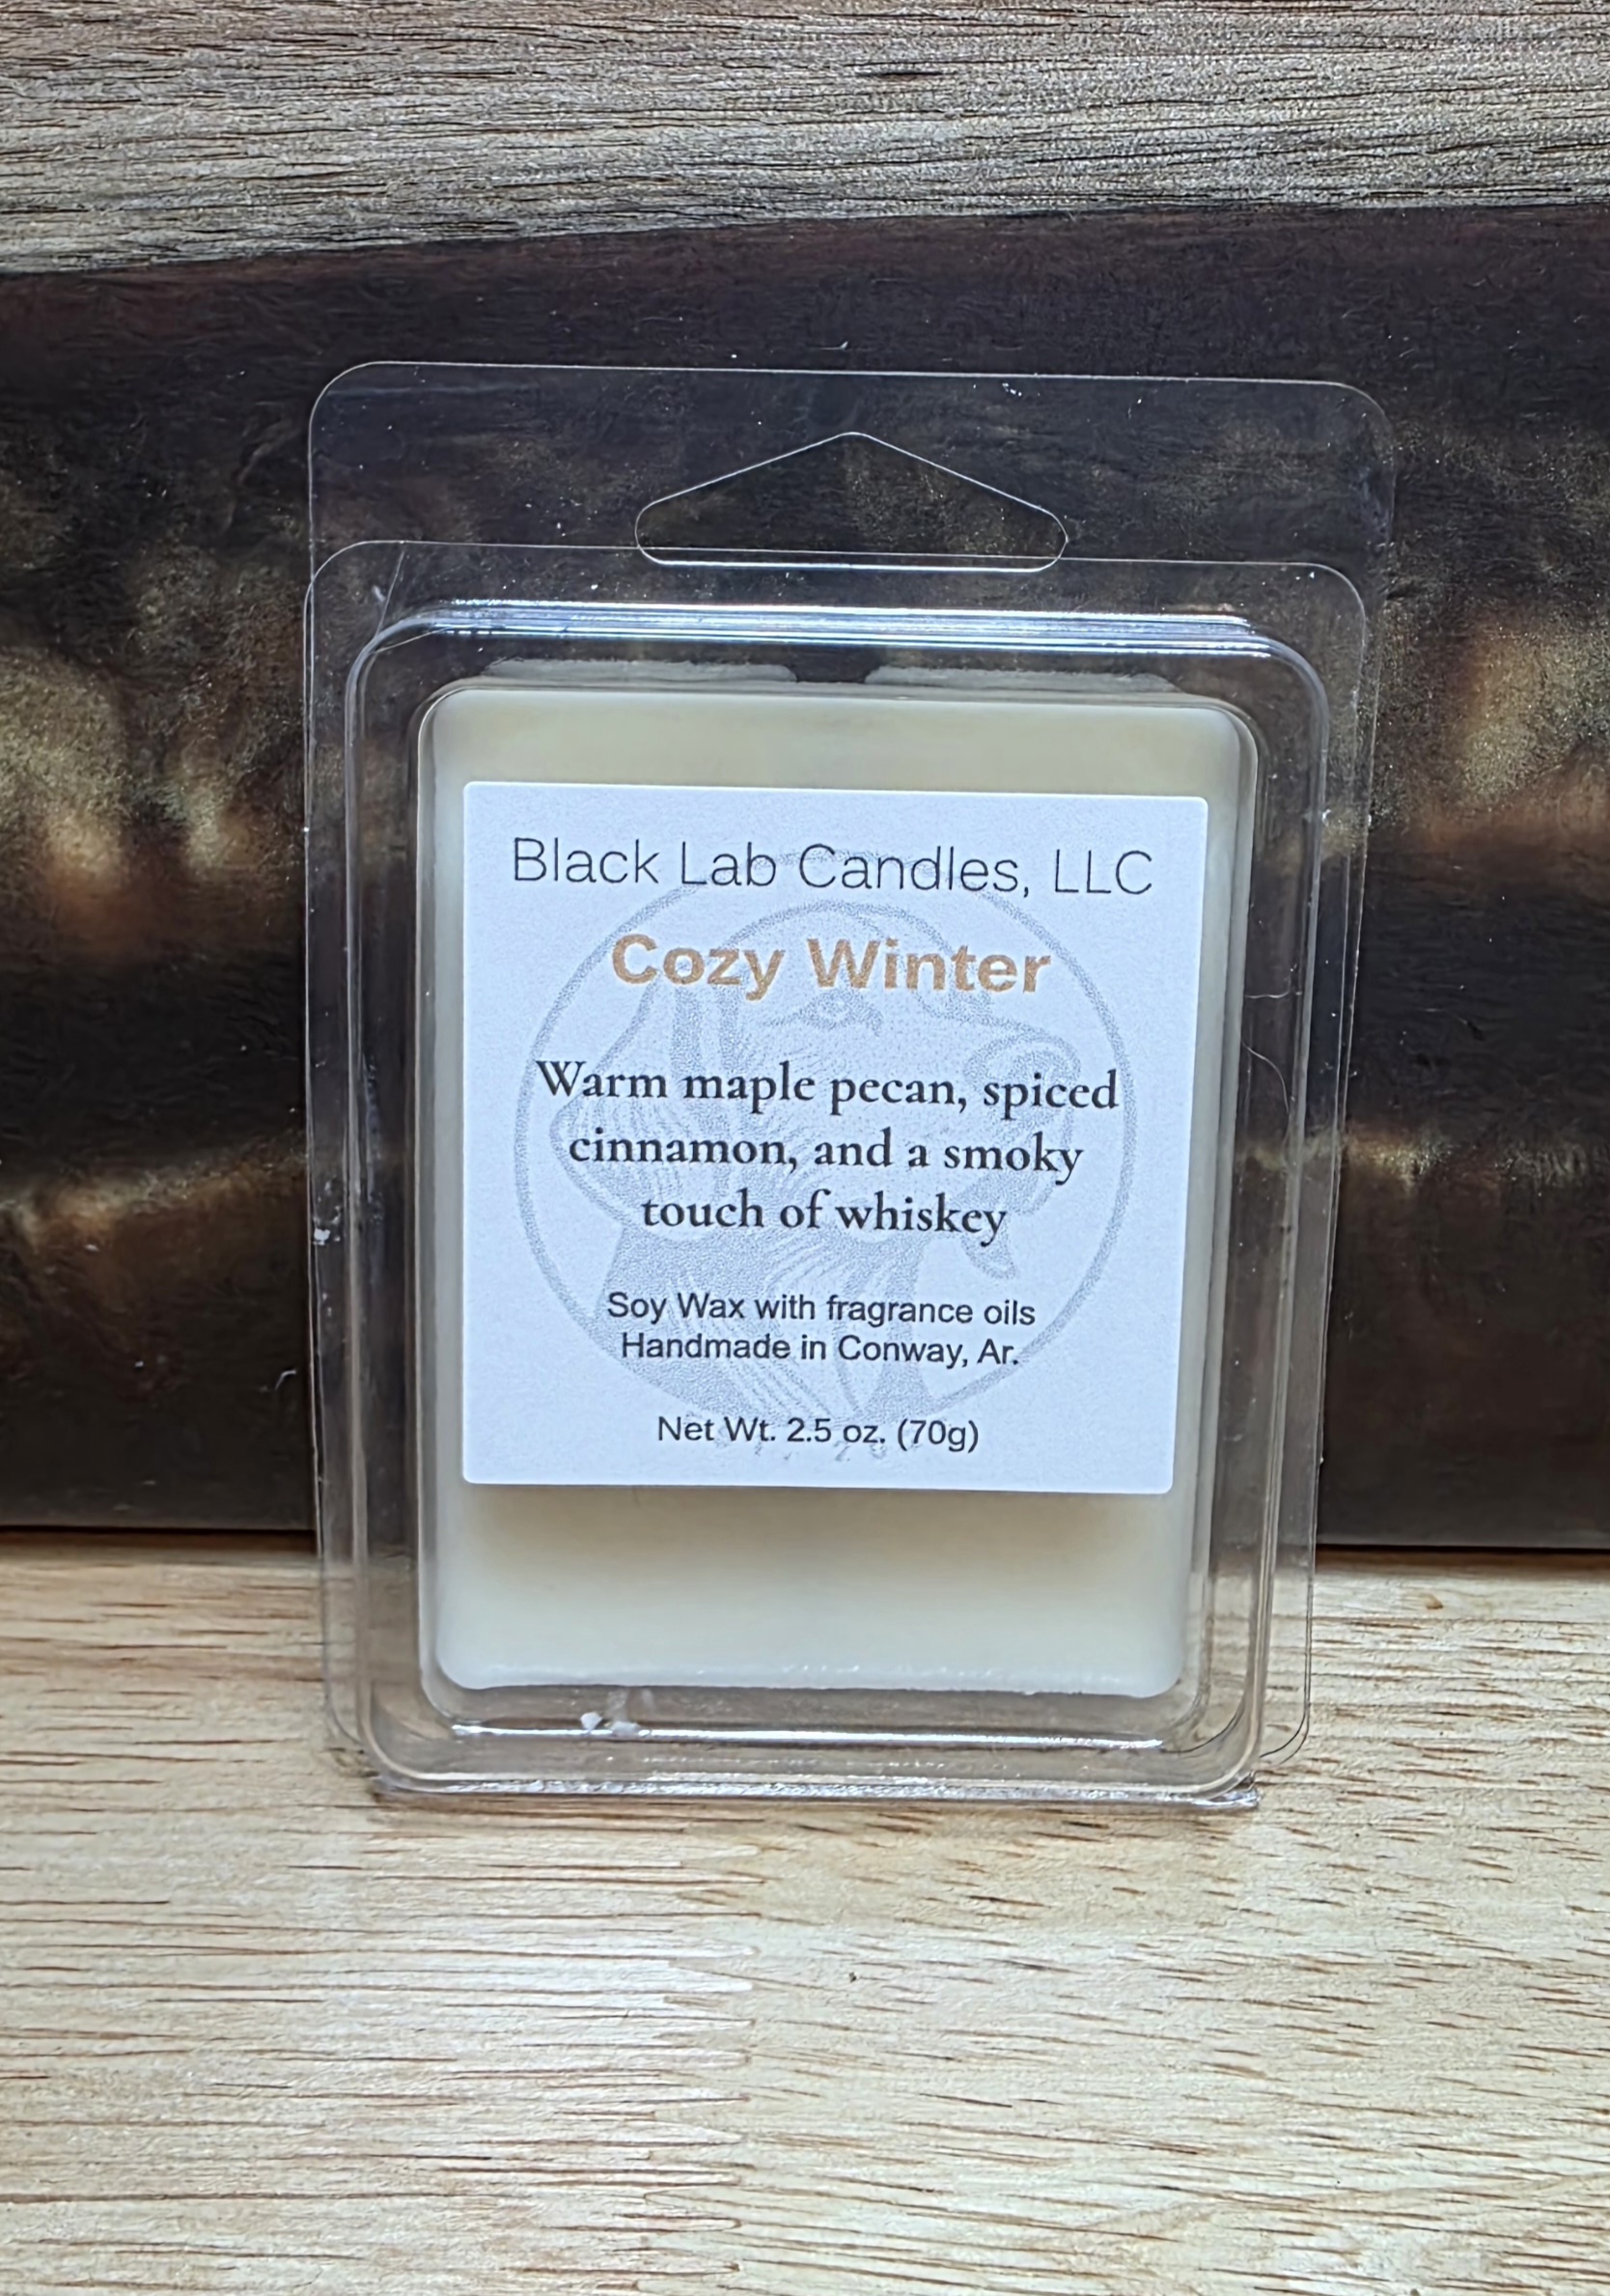 Black Lab Candles, LLC
Cozy Winter
Warm maple pecan, spiced
cinnamon, and a smoky
touch of whiskey
Soy Wax with fragrance oils
Handmade in Conway, Ar.
Net Wt. 2.5 oz. (70g)